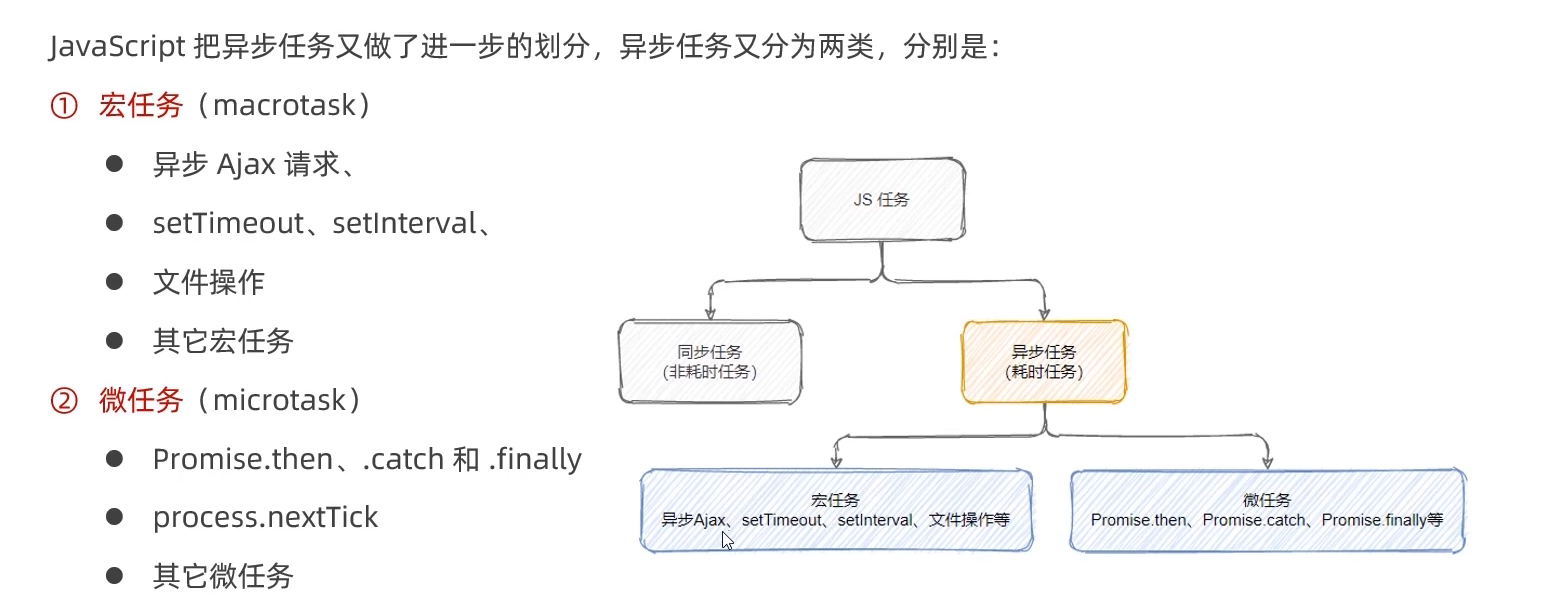 JavaScript 把异步任务又做了进一步的划分，异步任务又分为两类，分别是：
① 宏任务（macrotask）
● 异步 Ajax 请求、
● setTimeout、setInterval、
● 文件操作
● 其它宏任务
② 微任务（microtask）
● Promise.then、.catch 和 .finally
● process.nextTick
● 其它微任务
JS 任务
同步任务
(非耗时任务)
异步任务
(耗时任务)
宏任务
异步Ajax、setTimeout、setInterval、文件操作等
微任务
Promise.then、Promise.catch、Promise.finally等